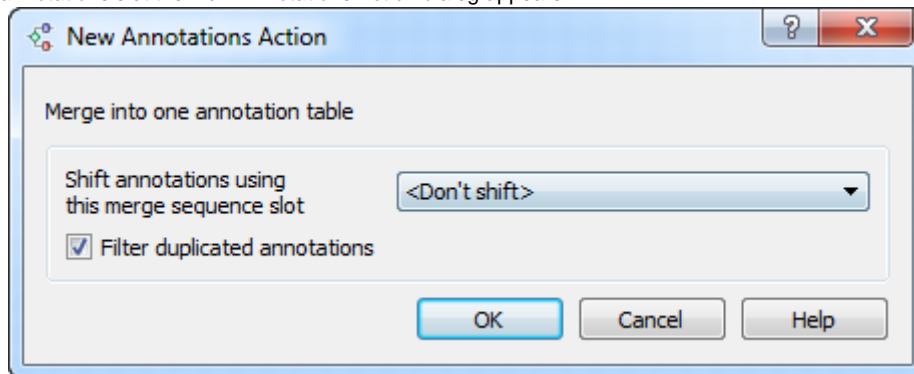 New Annotations Action
Merge into one annotation table
Shift annotations using
this merge sequence slot
<Don't shift>
Filter duplicated annotations
OK
Cancel
Help